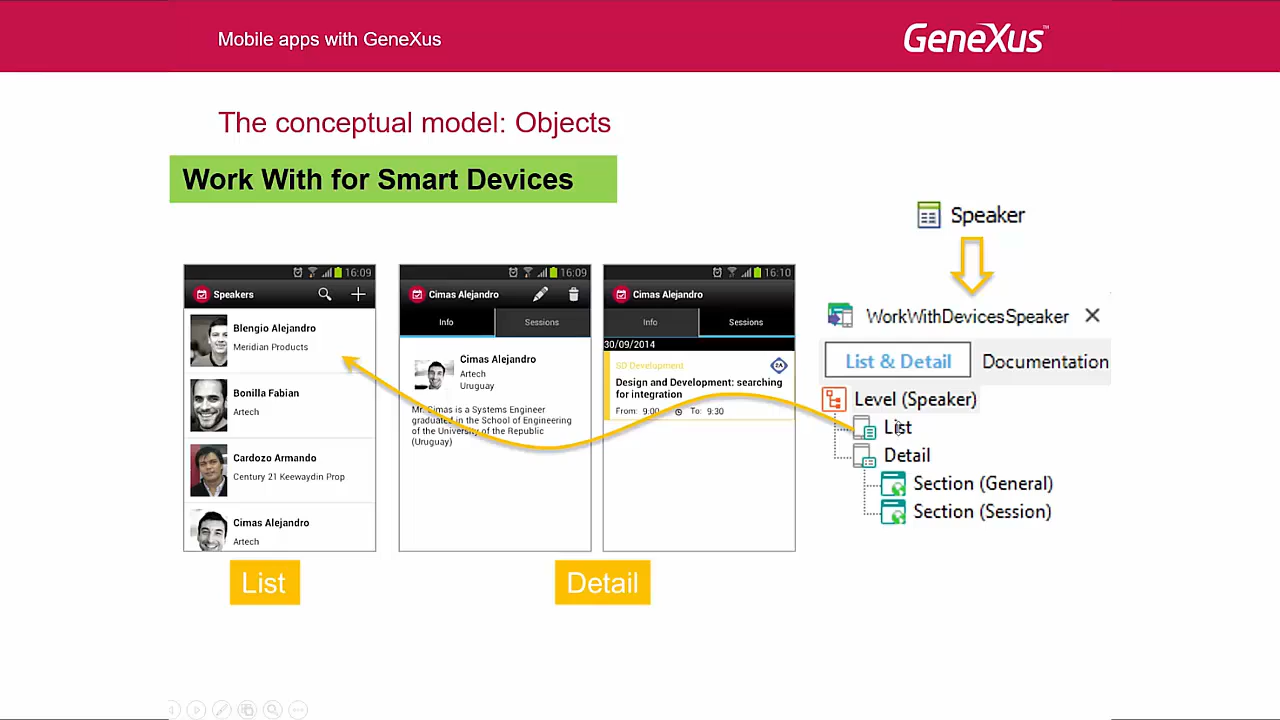 Mobile apps with GeneXus
GeneXus™
The conceptual model: Objects
Work With for Smart Devices
Speaker
16:09
Speakers
Blengio Alejandro
Meridian Products
Bonilla Fabian
Artech
Cardozo Armando
Century 21 Keewaydin Prop
Cimas Alejandro
Artech
List
16:09
Cimas Alejandro
Info
Sessions
Cimas Alejandro
Artech
Uruguay
Mr. Cimas is a Systems Engineer
graduated in the School of Engineering
of the University of the Republic
(Uruguay)
16:10
Cimas Alejandro
Info
Sessions
30/09/2014
SD Development
2A
Design and Development: searching
for integration
From: 9:00 To: 9:30
Detail
WorkWithDevicesSpeaker
List & Detail
Documentation
Level (Speaker)
List
Detail
Section (General)
Section (Session)